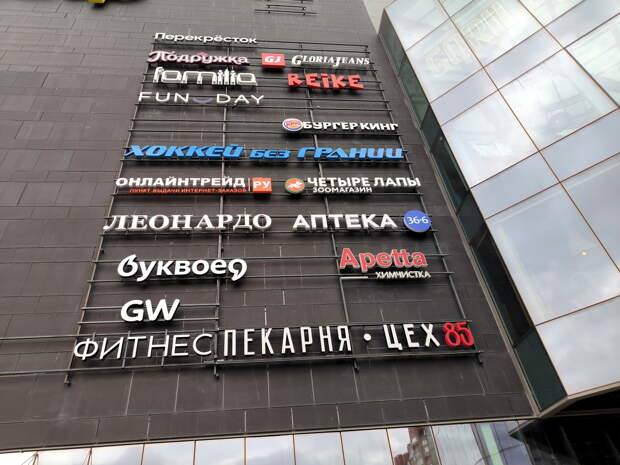 Перекрёсток
Подружка GJ GLORIA JEANS
familia REIKE
FUN DAY
БУРГЕР КИНГ
ХОККЕЙ БЕЗ ГРАНИЦ
ОНЛАЙНТРЕЙД РУ ЧЕТЫРЕ ЛАПЫ
ПУНКТ ВЫДАЧИ ИНТЕРНЕТ-ЗАКАЗОВ ЗООМАГАЗИН
ЛЕОНАРДО АПТЕКА 36,6
буквоед Apetta
ХИМЧИСТКА
GW
ФИТНЕС ПЕКАРНЯ • ЦЕХ 85